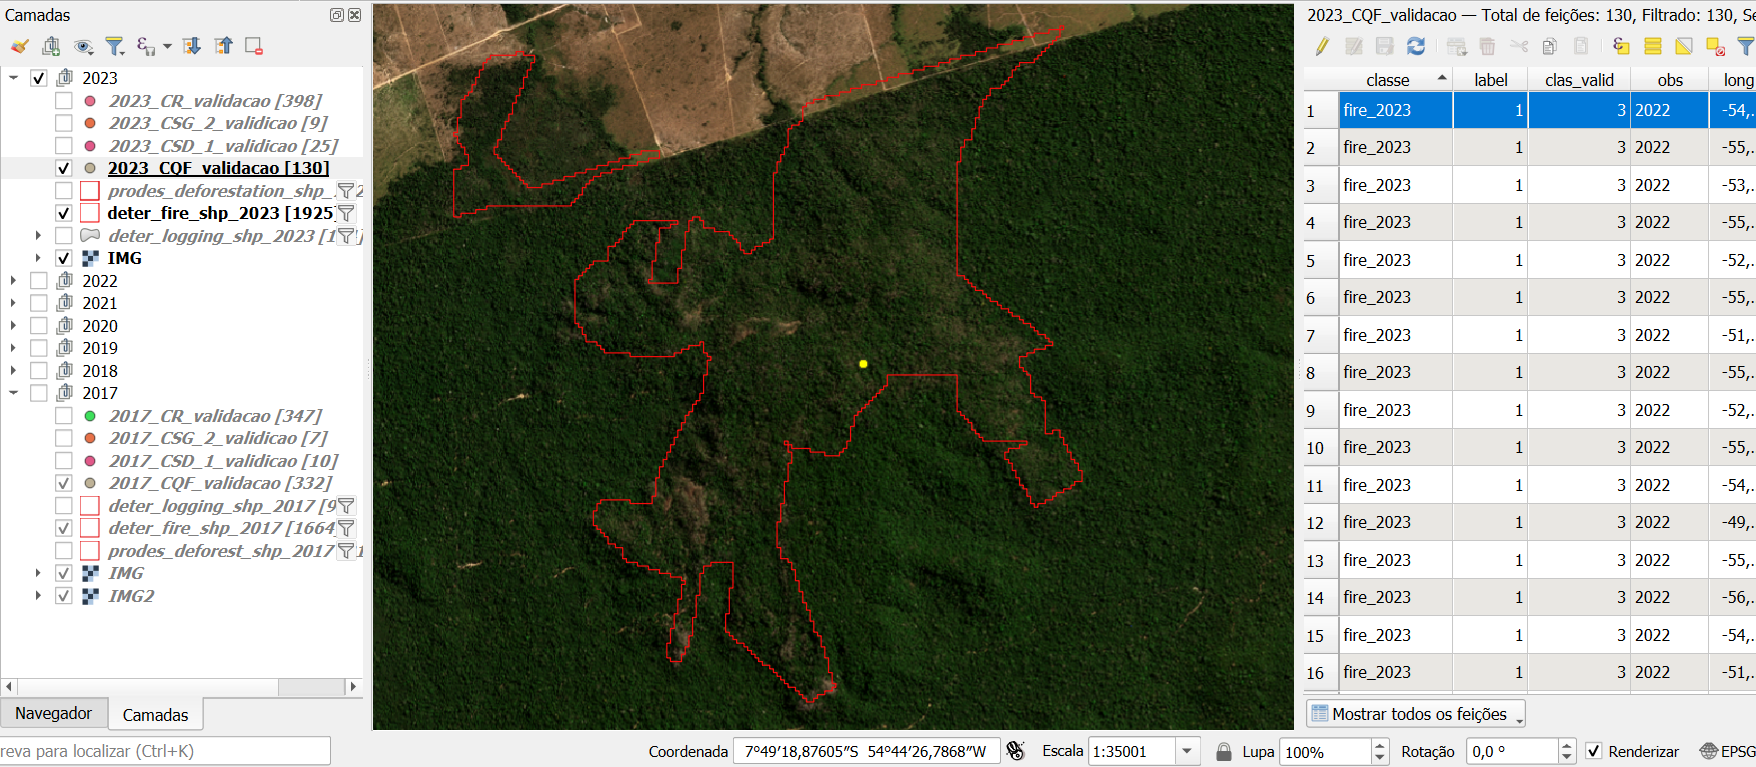 Camadas
2023
2023_CR_validacao [398]
2023_CSG_2_validicao [9]
2023_CSD_1_validicao [25]
2023_CQF_validacao [130]
prodes_deforestation_shp_
deter_fire_shp_2023 [1925]
deter_logging_shp_2023 [1
IMG
2022
2021
2020
2019
2018
2017
2017_CR_validacao [347]
2017_CSG_2_validicao [7]
2017_CSD_1_validicao [10]
2017_CQF_validacao [332]
deter_logging_shp_2017 [9
deter_fire_shp_2017 [1664
prodes_deforest_shp_2017
IMG
IMG2
Navegador
Camadas
reva para localizar (Ctrl+K)
2023_CQF_validacao — Total de feições: 130, Filtrado: 130, Se
classe label clas_valid obs long
1 fire_2023 1 3 2022 -54,..
2 fire_2023 1 3 2022 -55,..
3 fire_2023 1 3 2022 -53,..
4 fire_2023 1 3 2022 -55,..
5 fire_2023 1 3 2022 -52,..
6 fire_2023 1 3 2022 -55,..
7 fire_2023 1 3 2022 -51,..
8 fire_2023 1 3 2022 -55,..
9 fire_2023 1 3 2022 -52,..
10 fire_2023 1 3 2022 -55,..
11 fire_2023 1 3 2022 -54,..
12 fire_2023 1 3 2022 -49,..
13 fire_2023 1 3 2022 -55,..
14 fire_2023 1 3 2022 -56,..
15 fire_2023 1 3 2022 -54,..
16 fire_2023 1 3 2022 -51,..
Mostrar todos os feições
Coordenada 7°49′18,87605″S 54°44′26,7868″W Escala 1:35001 Lupa 100% Rotação 0,0 ° Renderizar EPSG